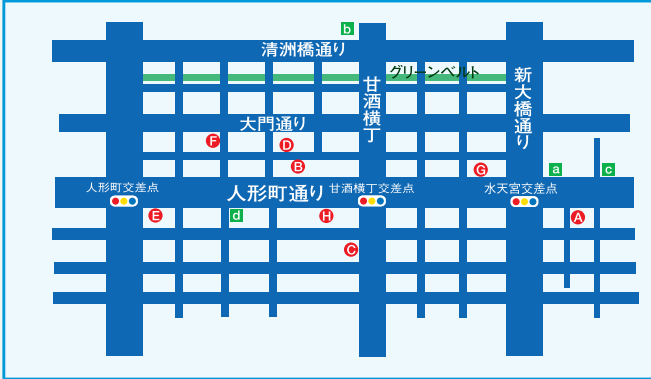 b
清洲橋通り
グリーンベルト
甘酒横丁
新大橋通り
大門通り
F
D
B
G
a
c
人形町交差点
人形町通り
甘酒横丁交差点
水天宮交差点
E
d
H
A
C